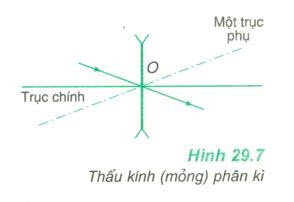 Một trục
phụ
O
Trục chính
Hình 29.7
Thấu kính (mỏng) phân kì